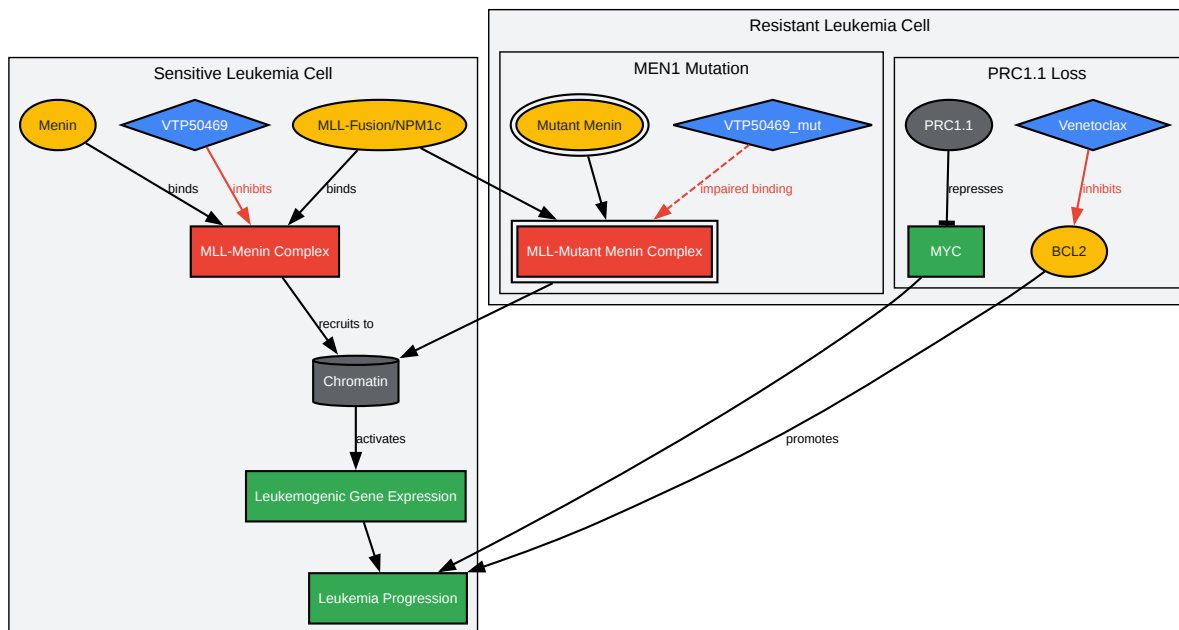 Resistant Leukemia Cell
Sensitive Leukemia Cell
MEN1 Mutation
PRC1.1 Loss
Menin
VTP50469
MLL-Fusion/NPM1c
Mutant Menin
VTP50469_mut
PRC1.1
Venetoclax
binds
inhibits
binds
impaired binding
represses
inhibits
MLL-Menin Complex
MLL-Mutant Menin Complex
MYC
BCL2
recruits to
Chromatin
activates
promotes
Leukemogenic Gene Expression
Leukemia Progression